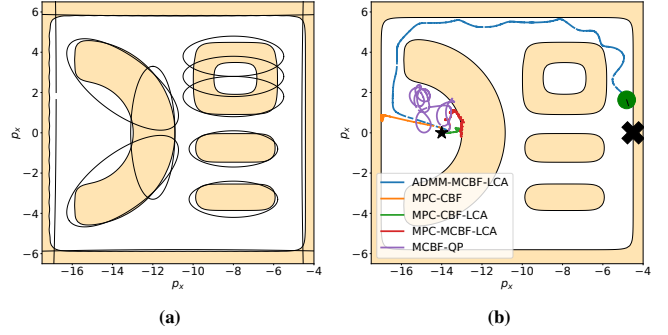 6
4
2
0
−2
−4
−6
p_x
−16
−14
−12
−10
−8
−6
−4
p_x
(a)
6
4
2
0
−2
−4
−6
p_x
ADMM-MCBF-LCA
MPC-CBF
MPC-CBF-LCA
MPC-MCBF-LCA
MCBF-QP
−16
−14
−12
−10
−8
−6
−4
p_x
(b)